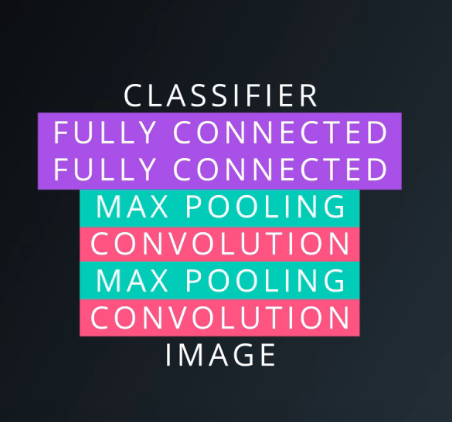 CLASSIFIER
FULLY CONNECTED
FULLY CONNECTED
MAX POOLING
CONVOLUTION
MAX POOLING
CONVOLUTION
IMAGE